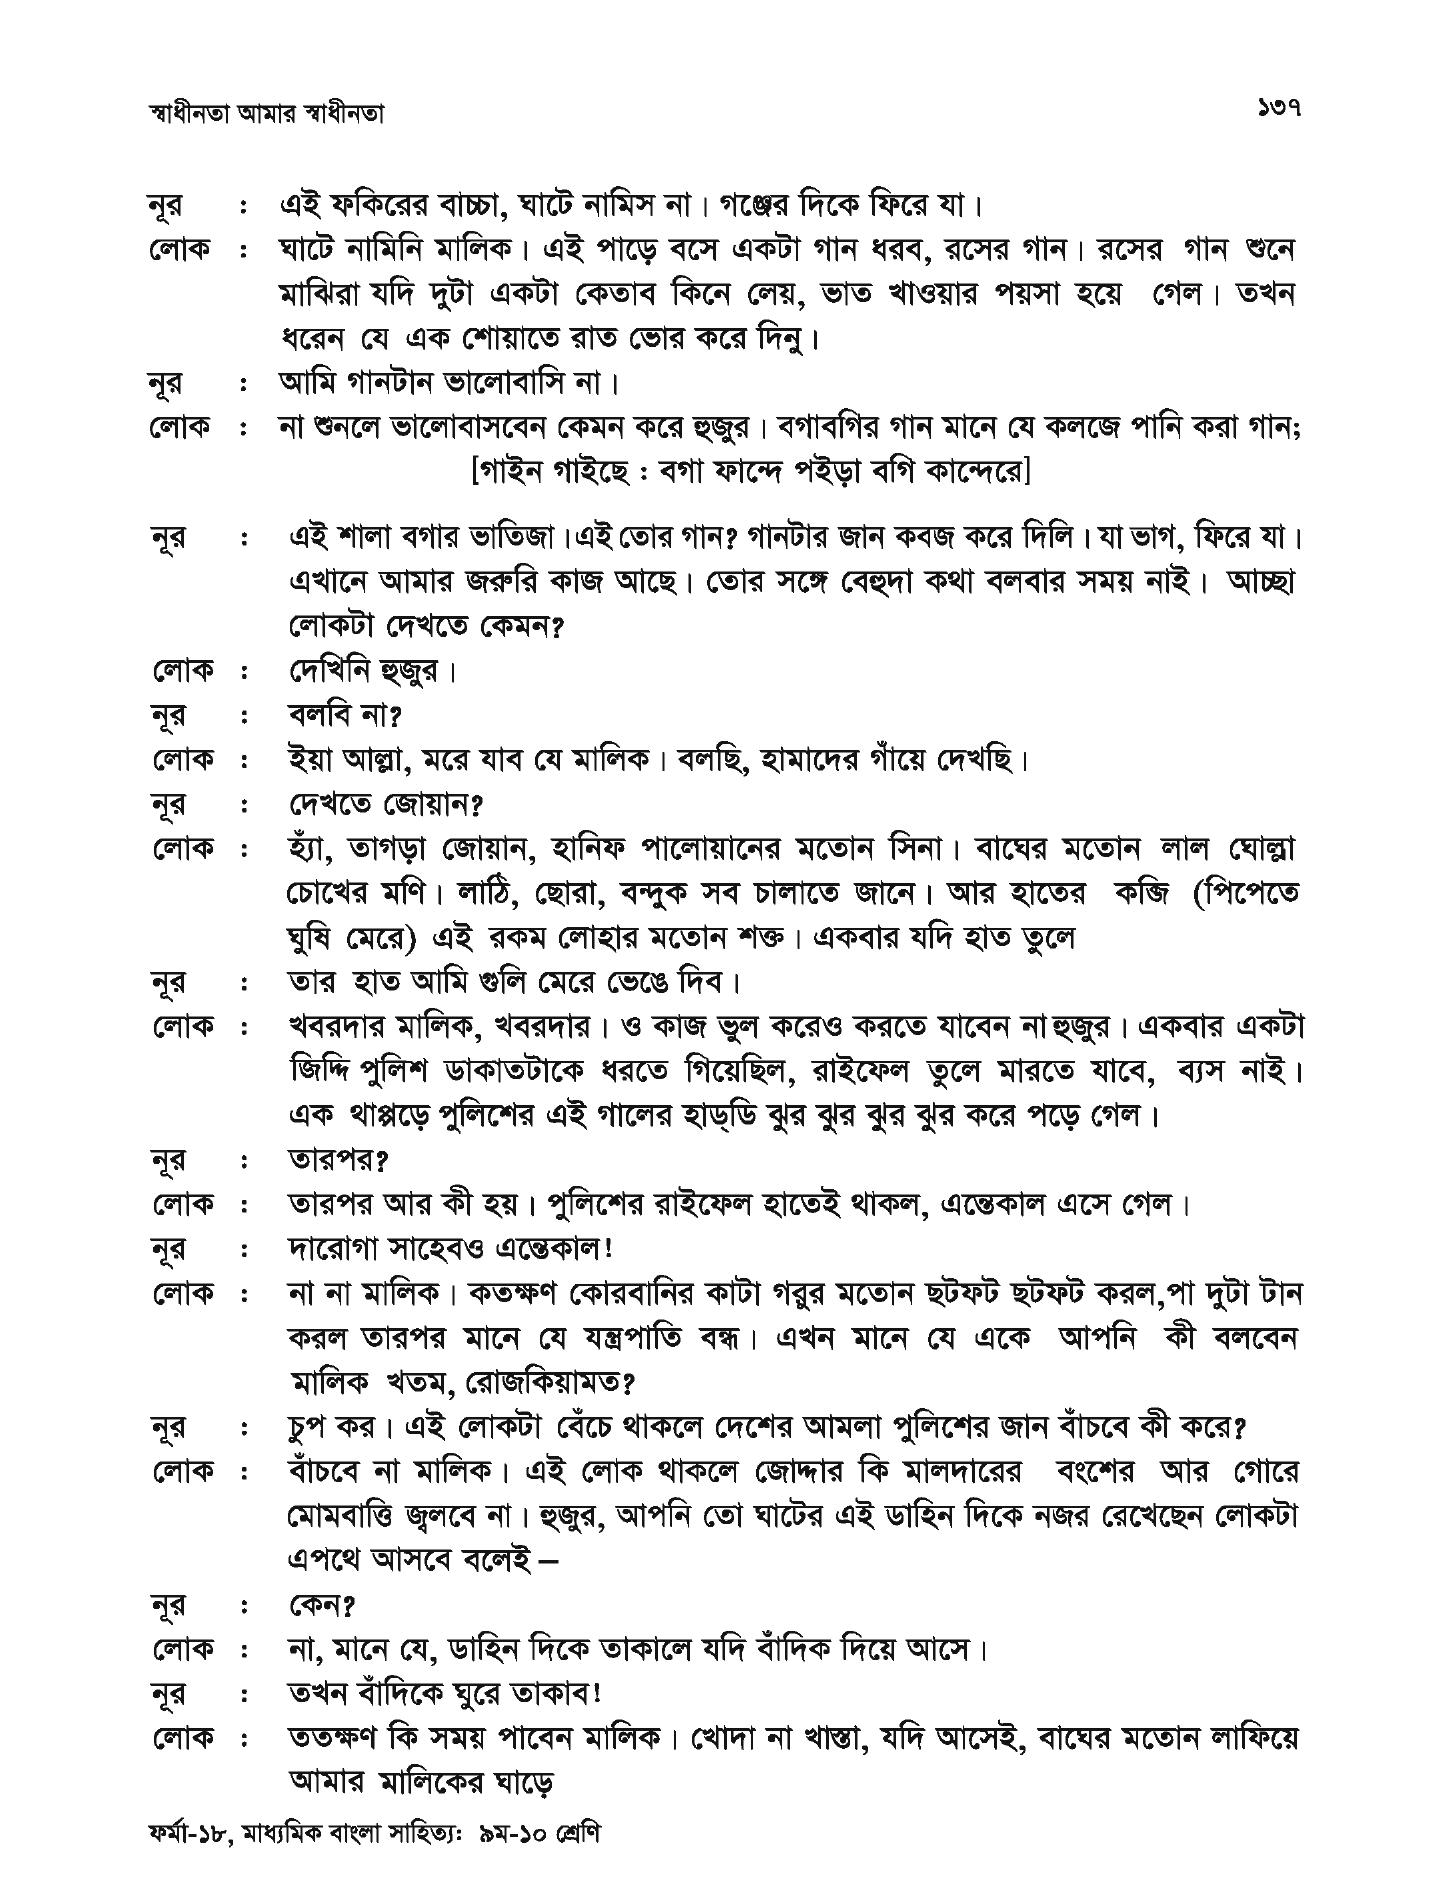 স্বাধীনতা আমার স্বাধীনতা ১৩৭
নূর : এই ফকিরের বাচ্চা, ঘাটে নামিস না। গঞ্জের দিকে ফিরে যা।
লোক : ঘাটে নামিনি মালিক। এই পাড়ে বসে একটা গান ধরব, রসের গান। রসের গান শুনে
মাঝিরা যদি দুটা একটা কেতাব কিনে লেয়, ভাত খাওয়ার পয়সা হয়ে গেল। তখন
ধরেন যে এক শোয়াতে রাত ভোর করে দিনু।
নূর : আমি গানটান ভালোবাসি না।
লোক : না শুনলে ভালোবাসবেন কেমন করে হুজুর। বগাবগির গান মানে যে কলজে পানি করা গান;
[গাইন গাইছে : বগা ফান্দে পইড়া বগি কান্দেরে]
নূর : এই শালা বগার ভাতিজা।এই তোর গান? গানটার জান কবজ করে দিলি। যা ভাগ, ফিরে যা।
এখানে আমার জরুরি কাজ আছে। তোর সঙ্গে বেহুদা কথা বলবার সময় নাই। আচ্ছা
লোকটা দেখতে কেমন?
লোক : দেখিনি হুজুর।
নূর : বলবি না?
লোক : ইয়া আল্লা, মরে যাব যে মালিক। বলছি, হামাদের গাঁয়ে দেখছি।
নূর : দেখতে জোয়ান?
লোক : হ্যাঁ, তাগড়া জোয়ান, হানিফ পালোয়ানের মতোন সিনা। বাঘের মতোন লাল ঘোল্লা
চোখের মণি। লাঠি, ছোরা, বন্দুক সব চালাতে জানে। আর হাতের কব্জি (পিপেতে
ঘুষি মেরে) এই রকম লোহার মতোন শক্ত। একবার যদি হাত তুলে
নূর : তার হাত আমি গুলি মেরে ভেঙে দিব।
লোক : খবরদার মালিক, খবরদার। ও কাজ ভুল করেও করতে যাবেন না হুজুর। একবার একটা
জিদ্দি পুলিশ ডাকাতটাকে ধরতে গিয়েছিল, রাইফেল তুলে মারতে যাবে, ব্যস নাই।
এক থাপ্পড়ে পুলিশের এই গালের হাড্ডি ঝুর ঝুর ঝুর ঝুর করে পড়ে গেল।
নূর : তারপর?
লোক : তারপর আর কী হয়। পুলিশের রাইফেল হাতেই থাকল, এন্তেকাল এসে গেল।
নূর : দারোগা সাহেবও এন্তেকাল!
লোক : না না মালিক। কতক্ষণ কোরবানির কাটা গরুর মতোন ছটফট ছটফট করল,পা দুটা টান
করল তারপর মানে যে যন্ত্রপাতি বন্ধ। এখন মানে যে একে আপনি কী বলবেন
মালিক খতম, রোজকিয়ামত?
নূর : চুপ কর। এই লোকটা বেঁচে থাকলে দেশের আমলা পুলিশের জান বাঁচবে কী করে?
লোক : বাঁচবে না মালিক। এই লোক থাকলে জোদ্দার কি মালদারের বংশের আর গোরে
মোমবাত্তি জ্বলবে না। হুজুর, আপনি তো ঘাটের এই ডাহিন দিকে নজর রেখেছেন লোকটা
এপথে আসবে বলেই –
নূর : কেন?
লোক : না, মানে যে, ডাহিন দিকে তাকালে যদি বাঁদিক দিয়ে আসে।
নূর : তখন বাঁদিকে ঘুরে তাকাব!
লোক : ততক্ষণ কি সময় পাবেন মালিক। খোদা না খাস্তা, যদি আসেই, বাঘের মতোন লাফিয়ে
আমার মালিকের ঘাড়ে
ফর্মা-১৮, মাধ্যমিক বাংলা সাহিত্য: ৯ম-১০ শ্রেণি